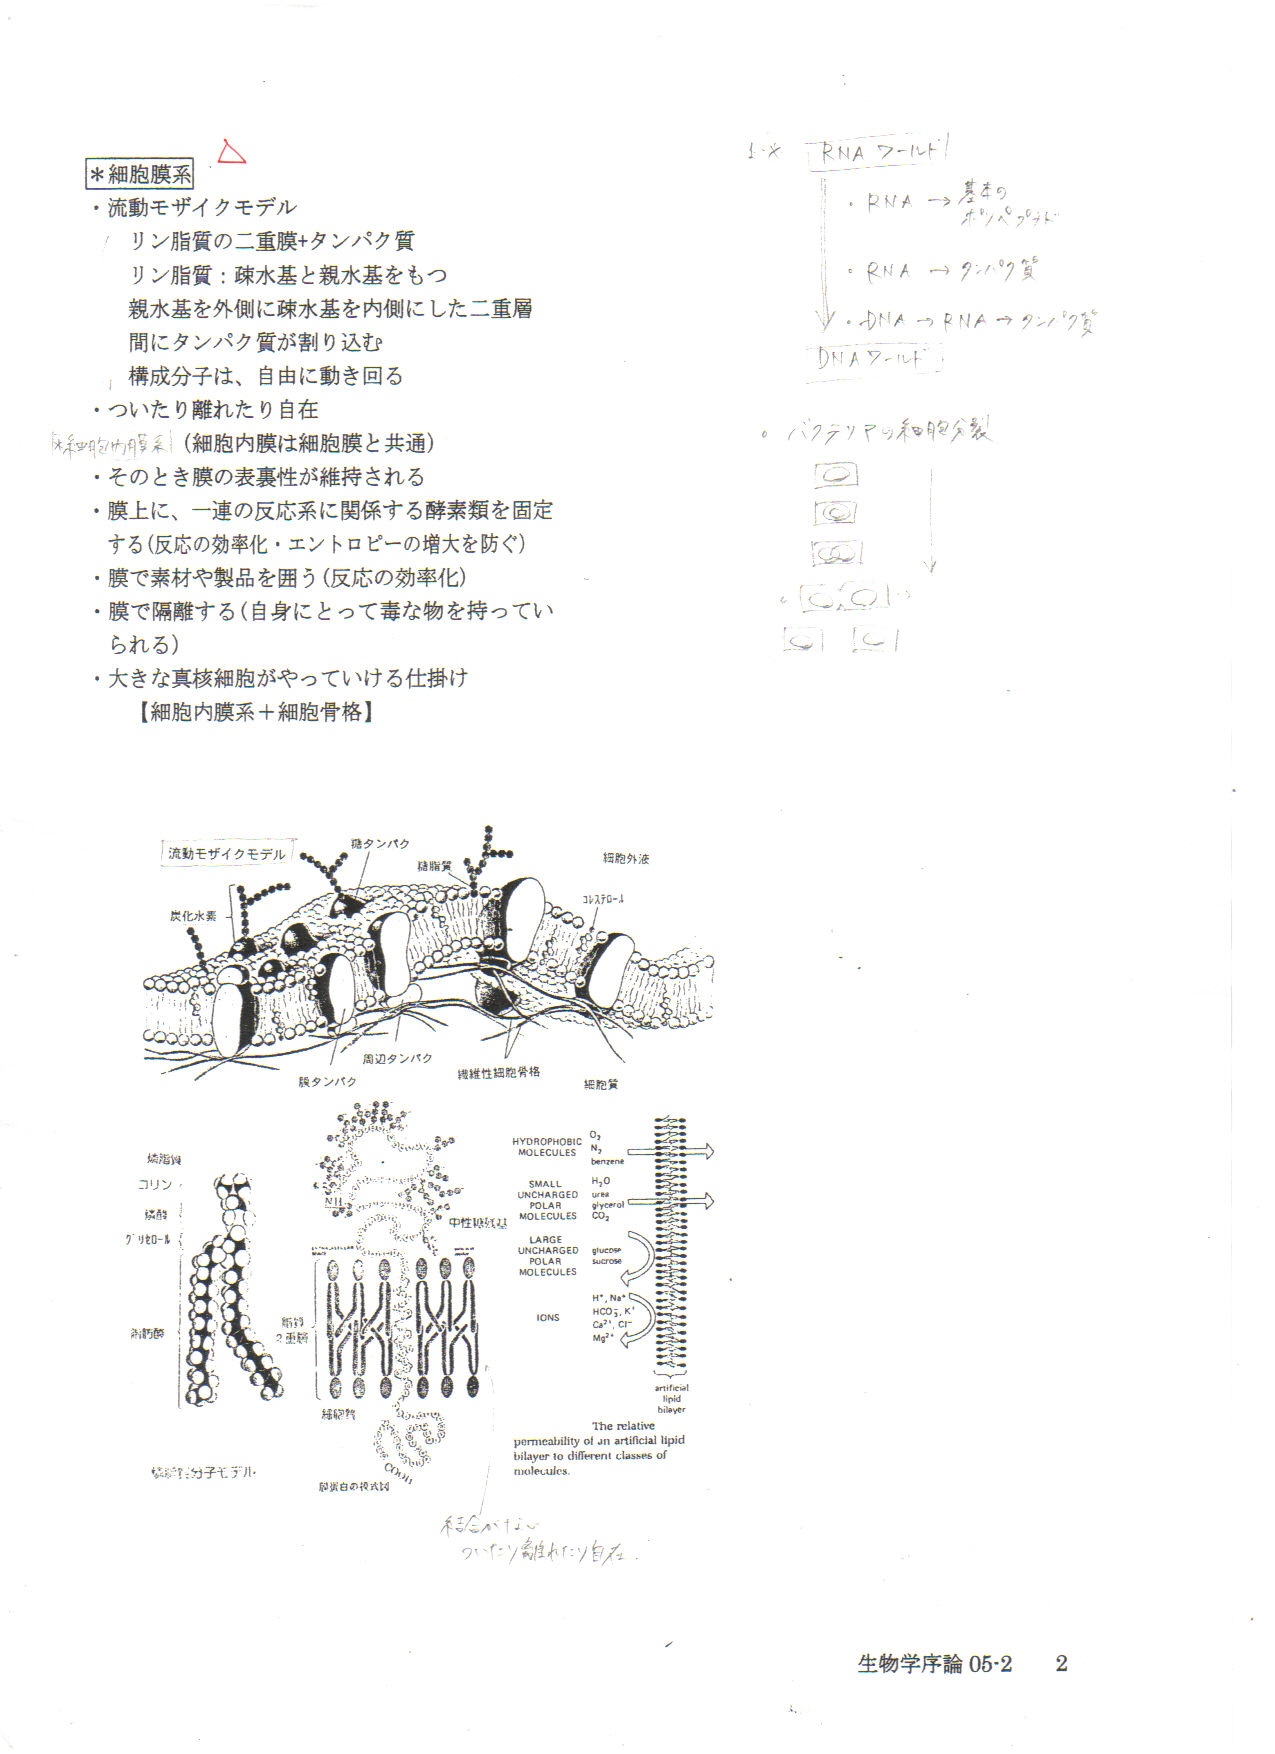 ＊細胞膜系
・流動モザイクモデル
リン脂質の二重膜+タンパク質
リン脂質：疎水基と親水基をもつ
親水基を外側に疎水基を内側にした二重層
間にタンパク質が割り込む
構成分子は、自由に動き回る
・ついたり離れたり自在
*細胞内膜系（細胞内膜は細胞膜と共通）
・そのとき膜の表裏性が維持される
・膜上に、一連の反応系に関係する酵素類を固定
する(反応の効率化・エントロピーの増大を防ぐ)
・膜で素材や製品を囲う(反応の効率化)
・膜で隔離する(自身にとって毒な物を持ってい
られる)
・大きな真核細胞がやっていける仕掛け
【細胞内膜系＋細胞骨格】
RNAワールド
・RNA → 基本の
ポリペプチド
・RNA → タンパク質
・DNA → RNA → タンパク質
DNAワールド
。バクテリアの細胞分裂
流動モザイクモデル
糖タンパク
糖脂質
細胞外液
コレステロール
炭化水素
周辺タンパク
膜タンパク
繊維性細胞骨格
細胞質
燐脂質
コリン
燐酸
グリセロール
脂肪酸
燐脂質分子モデル
中性糖残基
脂質
2重層
細胞質
COOH
膜蛋白の模式図
HYDROPHOBIC
MOLECULES
O₂
N₂
benzene
SMALL
UNCHARGED
POLAR
MOLECULES
H₂O
urea
glycerol
CO₂
LARGE
UNCHARGED
POLAR
MOLECULES
glucose
sucrose
IONS
H⁺, Na⁺
HCO₃⁻, K⁺
Ca²⁺, Cl⁻
Mg²⁺
artificial
lipid
bilayer
The relative
permeability of an artificial lipid
bilayer to different classes of
molecules.
結合がない
ついたり離れたり自在.
生物学序論 05-2 2